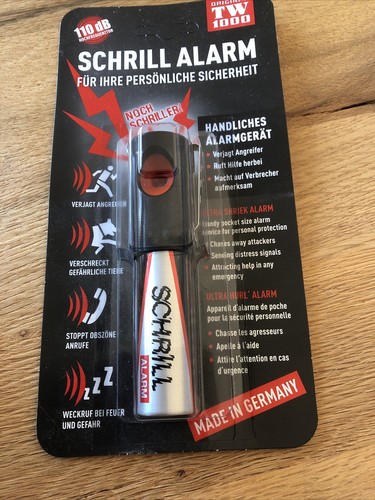 110 dB
HOCHFREQUENZTON
ORIGINAL
TW
1000
SCHRILL ALARM
FÜR IHRE PERSÖNLICHE SICHERHEIT
NOCH
SCHRILLER
HANDLICHES
ALARMGERÄT
• Verjagt Angreifer
• Ruft Hilfe herbei
• Macht auf Verbrecher
aufmerksam
VERJAGT ANGREIFER
ULTRA SHRIEK ALARM
Handy pocket size alarm
device for personal protection
• Chases away attackers
• Sending distress signals
• Attracting help in any
emergency
VERSCHRECKT
GEFÄHRLICHE TIERE
ULTRA HURL' ALARM
Appareil d'alarme de poche
pour la sécurité personnelle
• Chasse les agresseurs
• Apelle à l'aide
• Attire l'attention en cas
d'urgence
STOPPT OBSZÖNE
ANRUFE
SCHRILL
ALARM
ZZZ
WECKRUF BEI FEUER
UND GEFAHR
MADE IN GERMANY